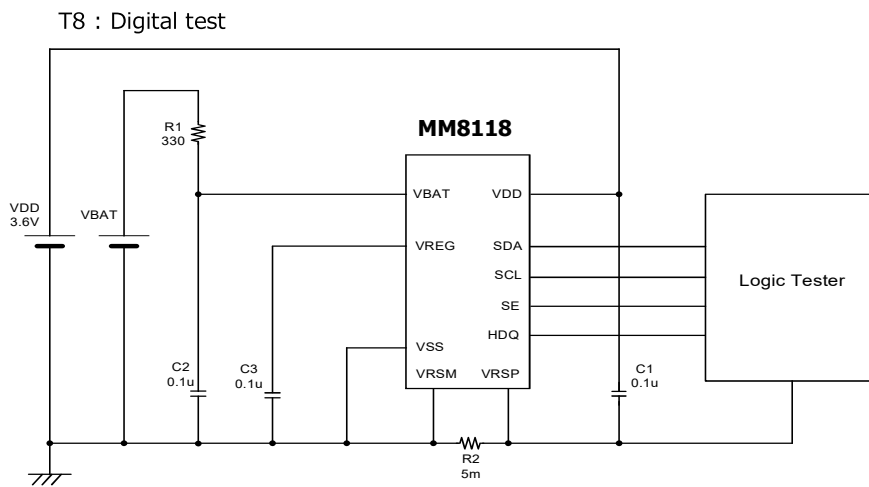 T8 : Digital test
R1
330
MM8118
VDD
3.6V
VBAT
VBAT
VDD
VREG
SDA
SCL
SE
HDQ
VSS
VRSM
VRSP
Logic Tester
C2
0.1u
C3
0.1u
C1
0.1u
R2
5m